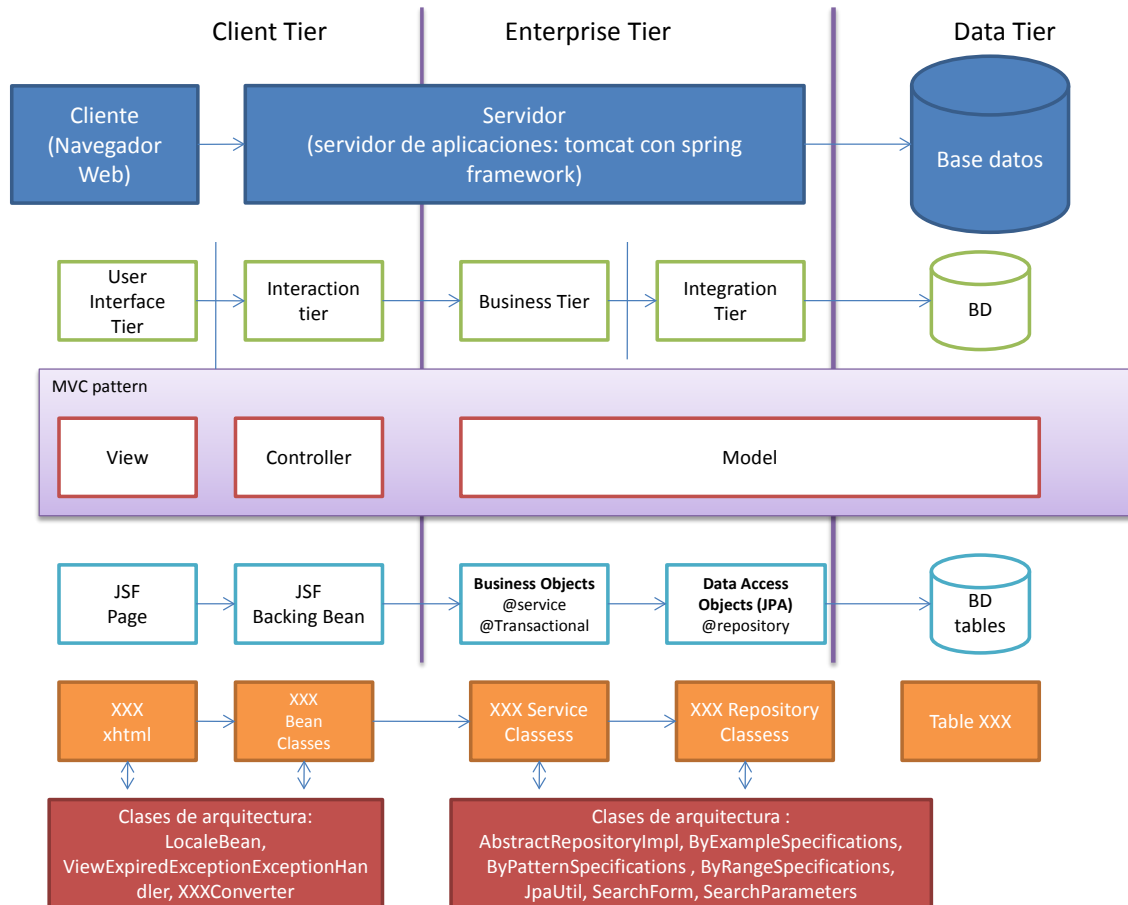 Client Tier
Enterprise Tier
Data Tier
Cliente
(Navegador
Web)
Servidor
(servidor de aplicaciones: tomcat con spring
framework)
Base datos
User
Interface
Tier
Interaction
tier
Business Tier
Integration
Tier
BD
MVC pattern
View
Controller
Model
JSF
Page
JSF
Backing Bean
Business Objects
@service
@Transactional
Data Access
Objects (JPA)
@repository
BD
tables
XXX
xhtml
XXX
Bean
Classes
XXX Service
Classess
XXX Repository
Classess
Table XXX
Clases de arquitectura:
LocaleBean,
ViewExpiredExceptionExceptionHan
dler, XXXConverter
Clases de arquitectura :
AbstractRepositoryImpl, ByExampleSpecifications,
ByPatternSpecifications , ByRangeSpecifications,
JpaUtil, SearchForm, SearchParameters